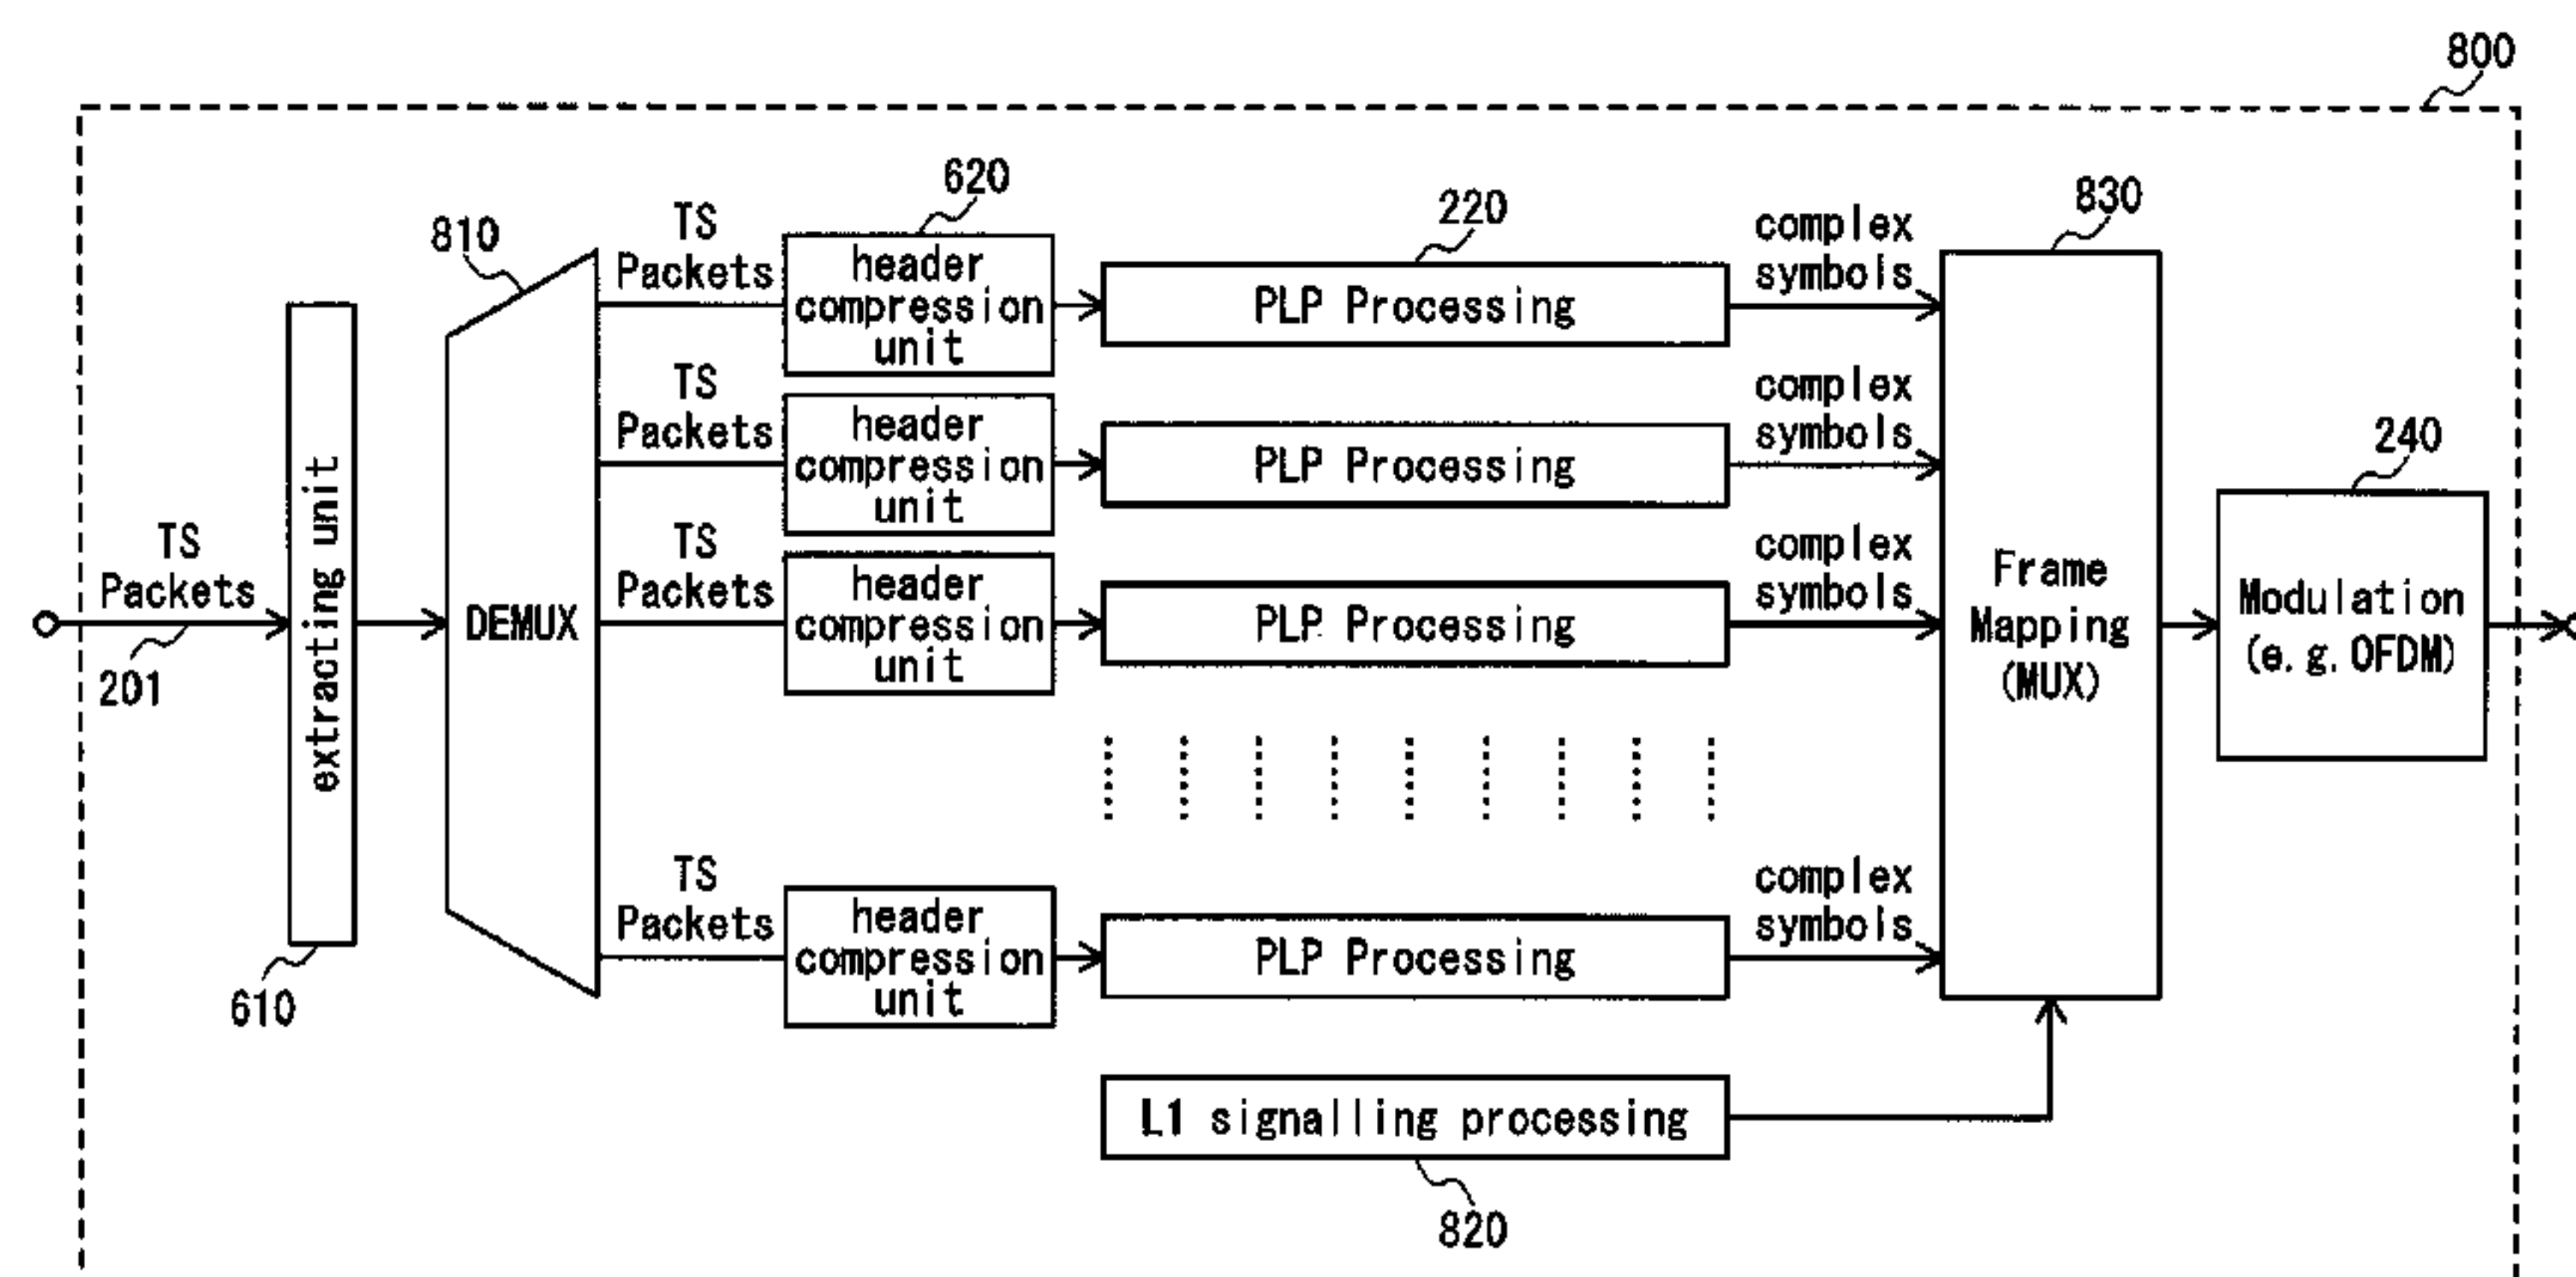 800
620
220
830
810
TS
Packets
header
compression
unit
PLP Processing
complex
symbols
TS
Packets
header
compression
unit
PLP Processing
complex
symbols
240
TS
Packets
201
extracting unit
610
DEMUX
TS
Packets
header
compression
unit
PLP Processing
complex
symbols
Frame
Mapping
(MUX)
Modulation
(e.g.OFDM)
TS
Packets
header
compression
unit
PLP Processing
complex
symbols
L1 signalling processing
820